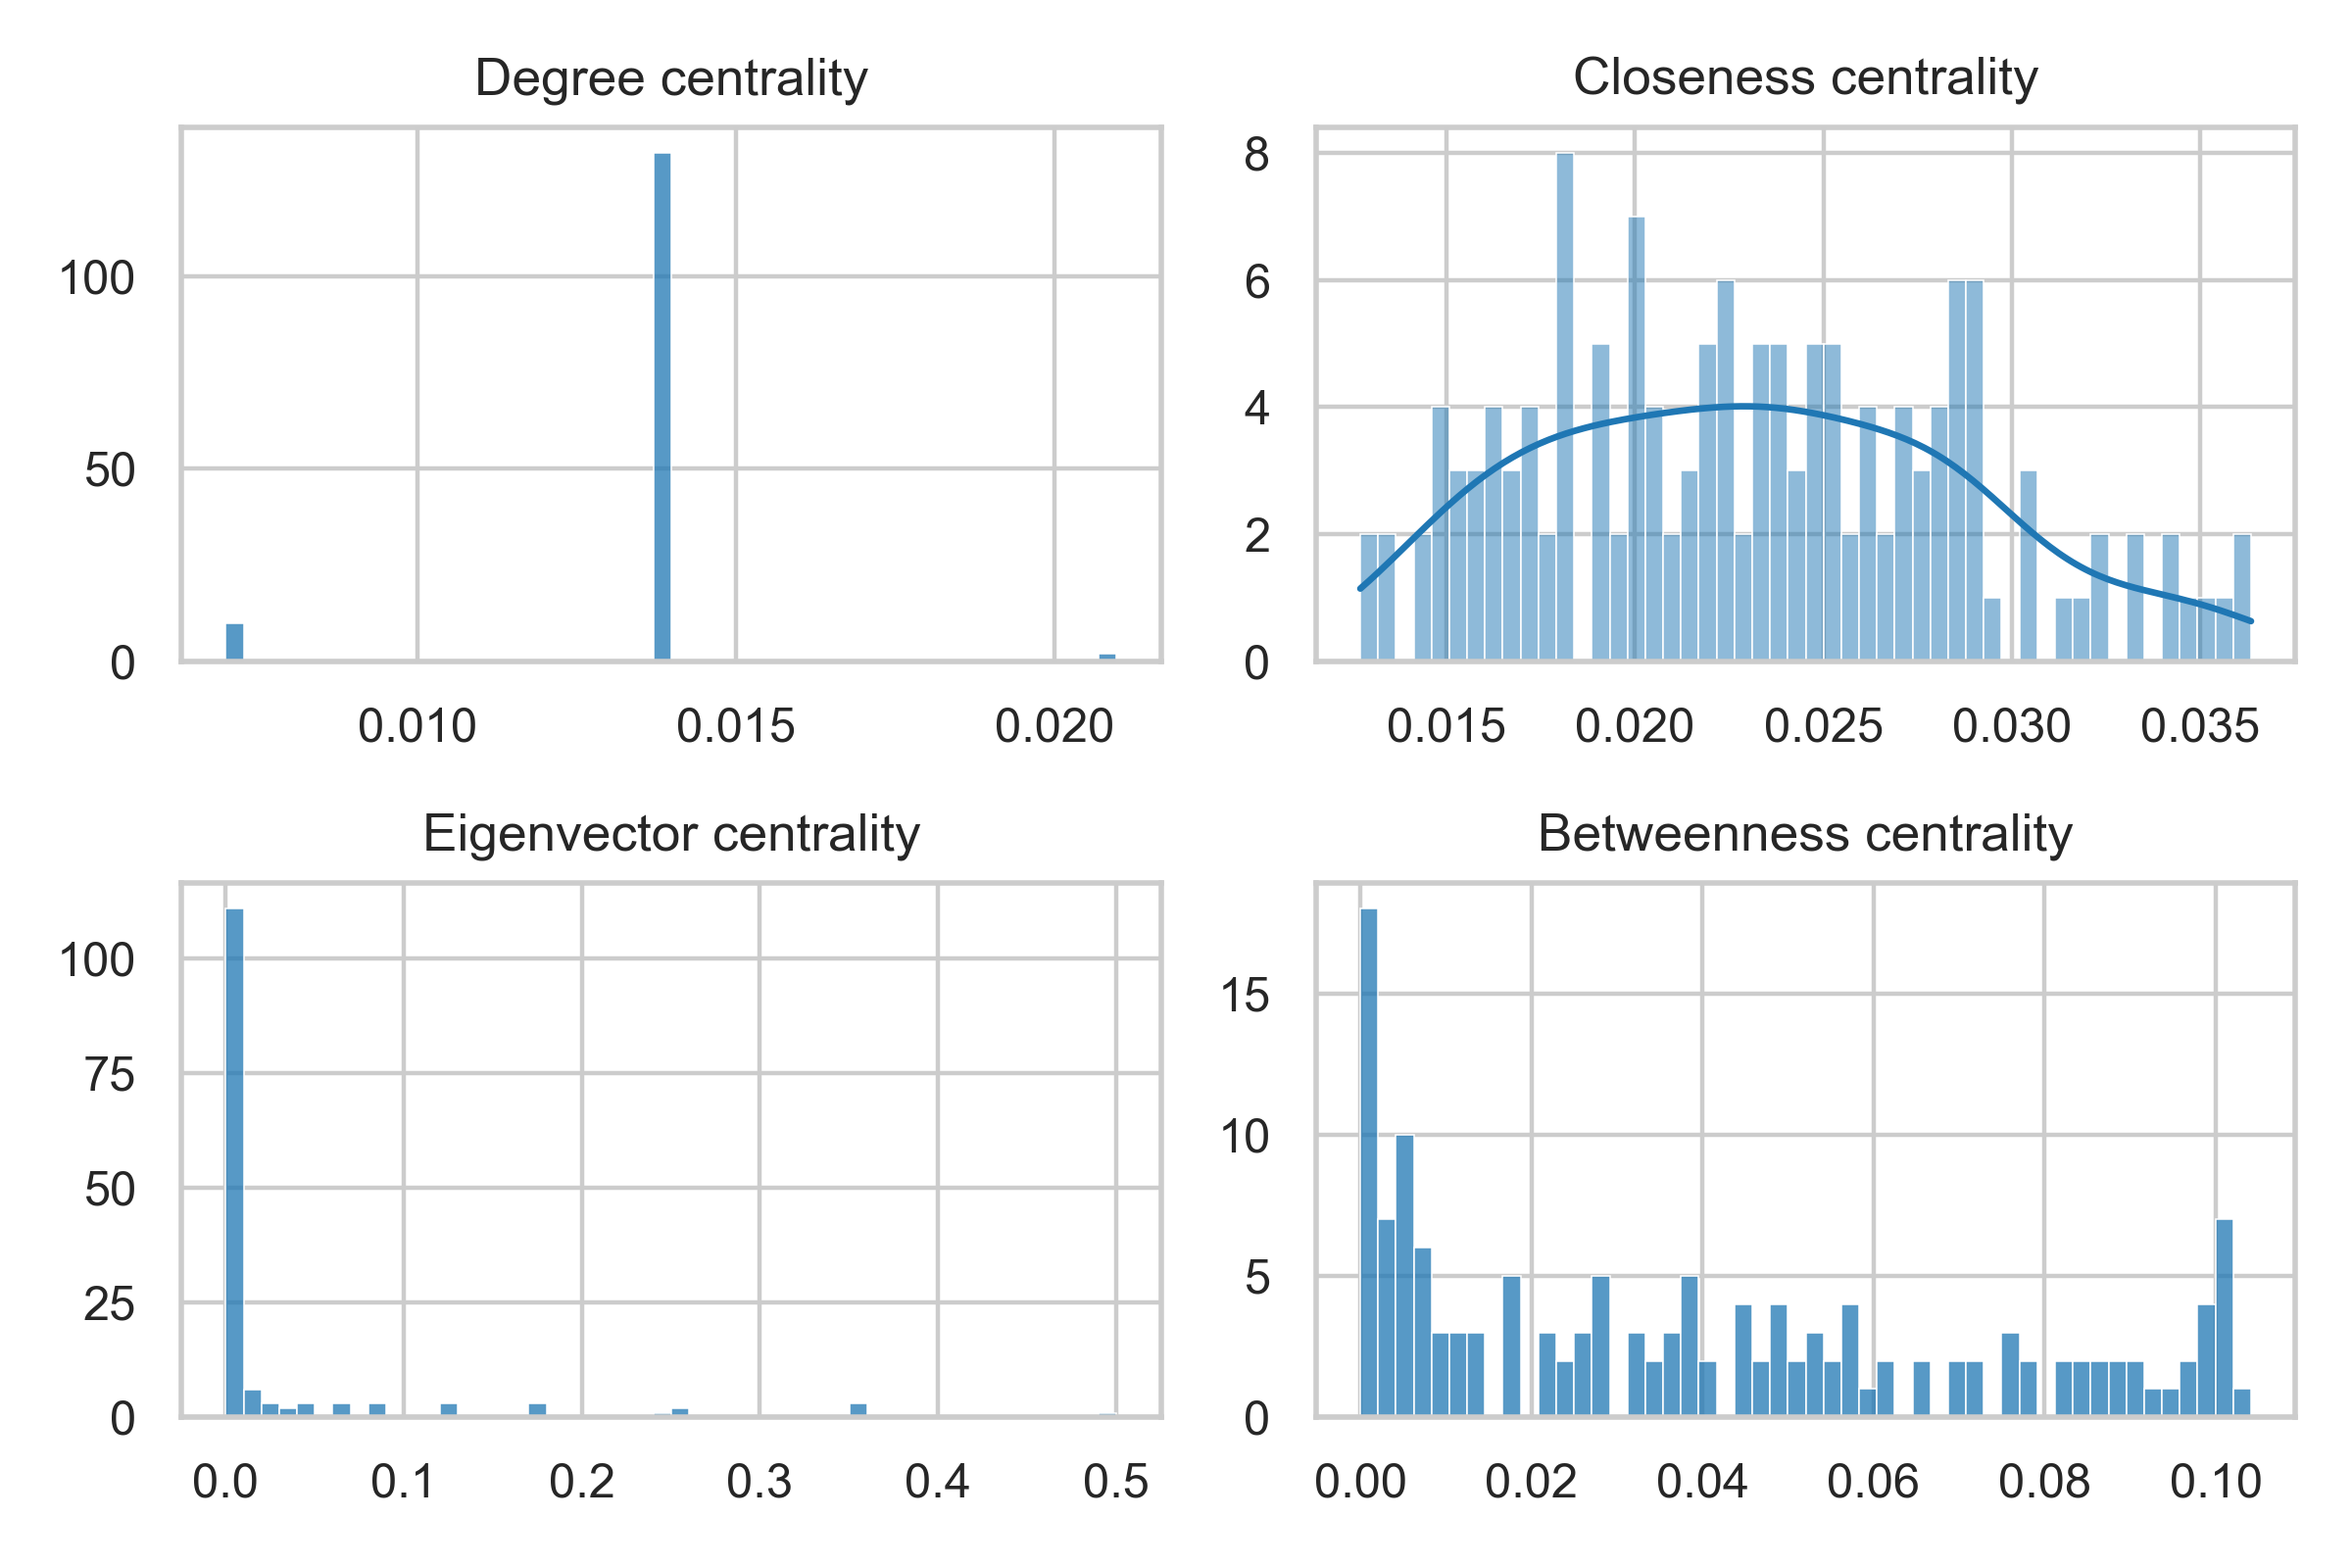 Degree centrality
100
50
0
0.010 0.015 0.020
Closeness centrality
8
6
4
2
0
0.015 0.020 0.025 0.030 0.035
Eigenvector centrality
100
75
50
25
0
0.0 0.1 0.2 0.3 0.4 0.5
Betweenness centrality
15
10
5
0
0.00 0.02 0.04 0.06 0.08 0.10